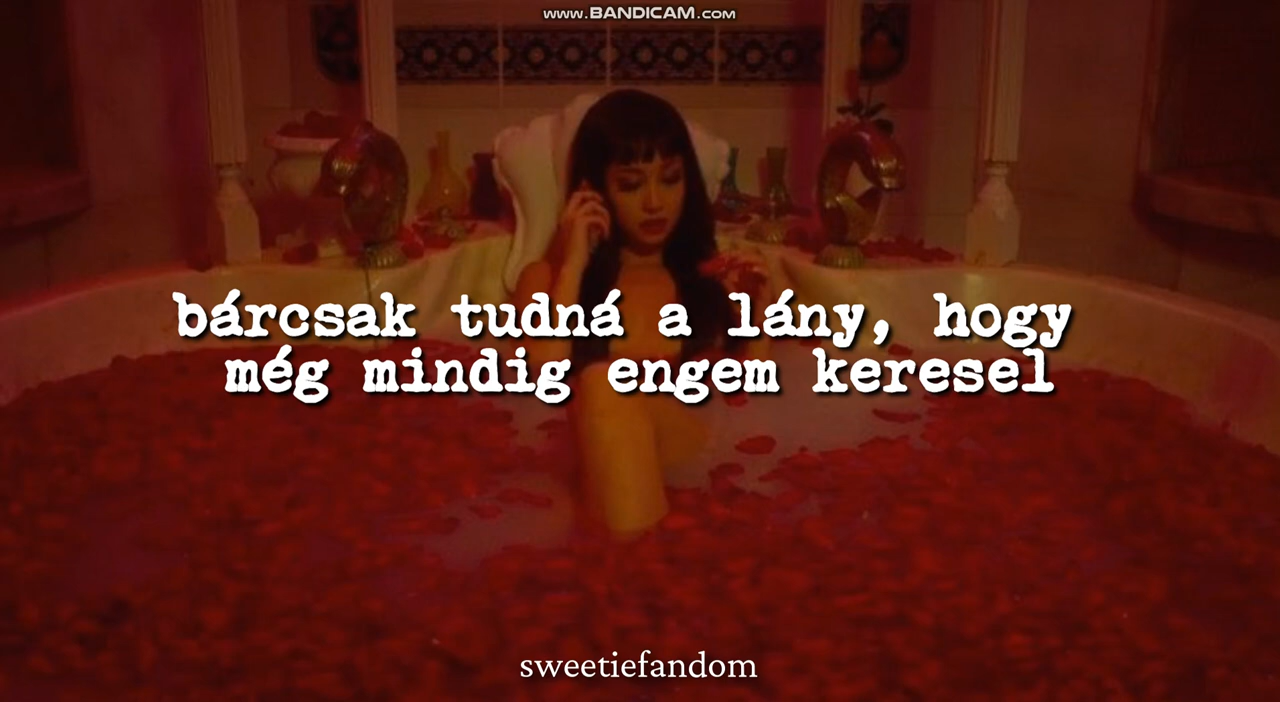 www.BANDICAM.com
bárcsak tudná a lány, hogy
még mindig engem keresel
sweetiefandom